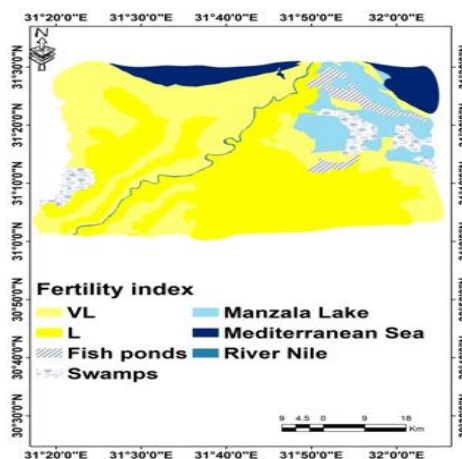 31°20'0"E 31°30'0"E 31°40'0"E 31°50'0"E 32°0'0"E
N
31°30'0"N
31°20'0"N
31°10'0"N
31°0'0"N
30°50'0"N
30°40'0"N
30°30'0"N
Fertility index
VL Manzala Lake
L Mediterranean Sea
Fish ponds River Nile
Swamps
9 4.5 0 9 18
Km
31°20'0"E 31°30'0"E 31°40'0"E 31°50'0"E 32°0'0"E